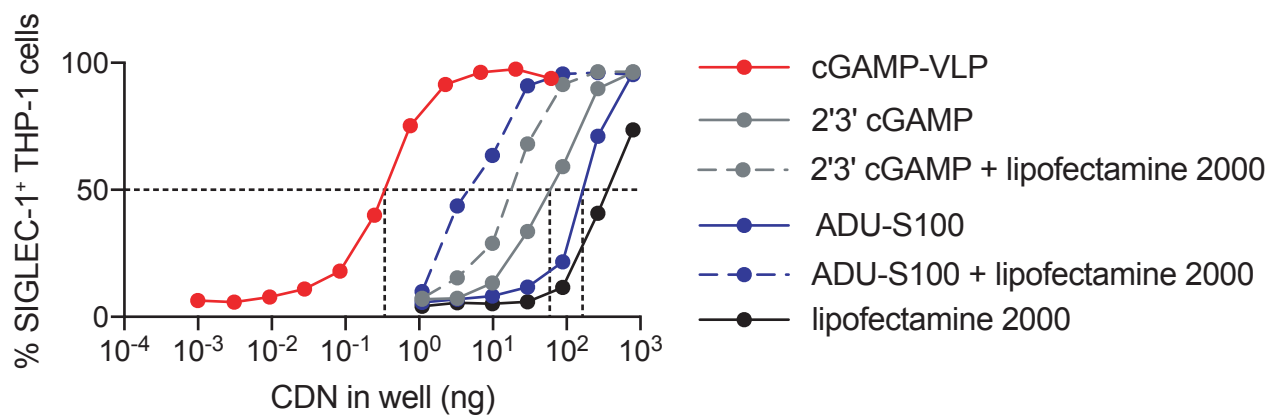 % SIGLEC-1⁺ THP-1 cells
100
50
0
10⁻⁴ 10⁻³ 10⁻² 10⁻¹ 10⁰ 10¹ 10² 10³
CDN in well (ng)
cGAMP-VLP
2'3' cGAMP
2'3' cGAMP + lipofectamine 2000
ADU-S100
ADU-S100 + lipofectamine 2000
lipofectamine 2000